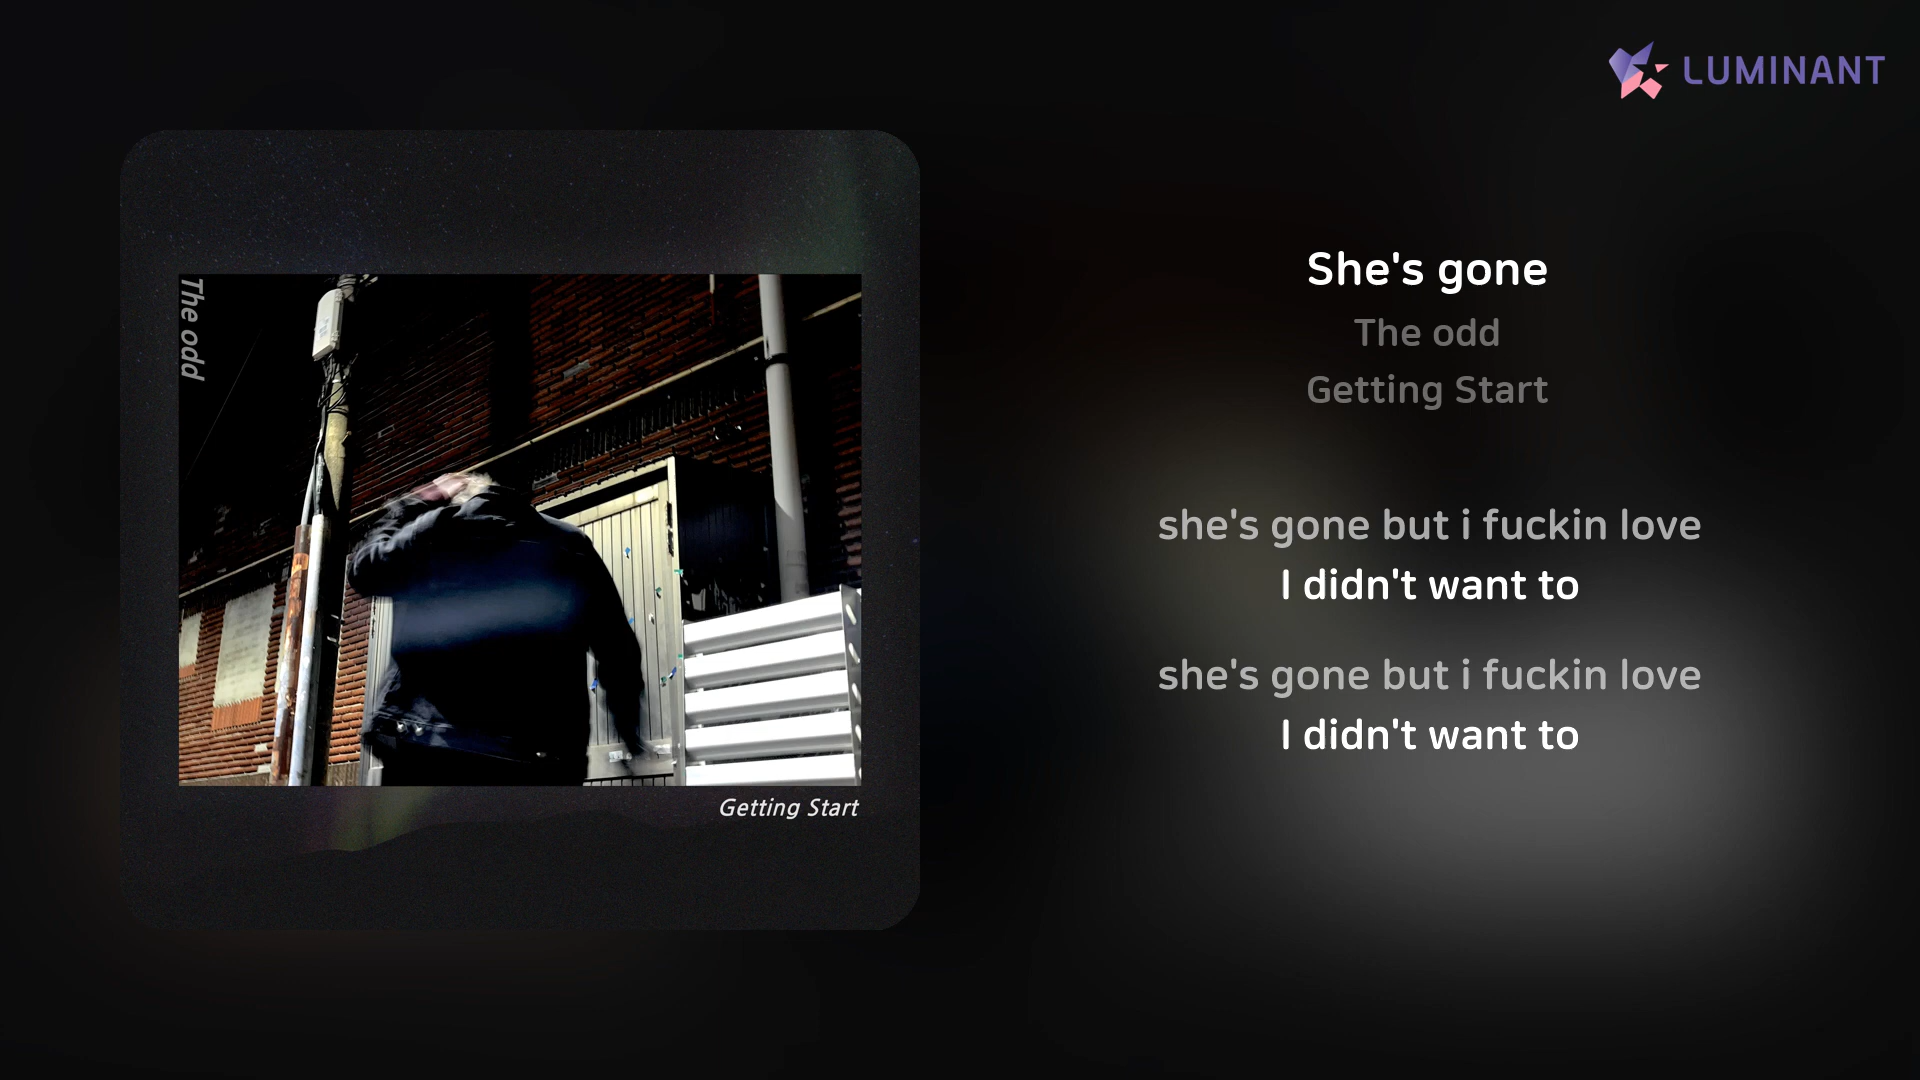 LUMINANT
The odd
Getting Start
She's gone
The odd
Getting Start
she's gone but i fuckin love
I didn't want to
she's gone but i fuckin love
I didn't want to